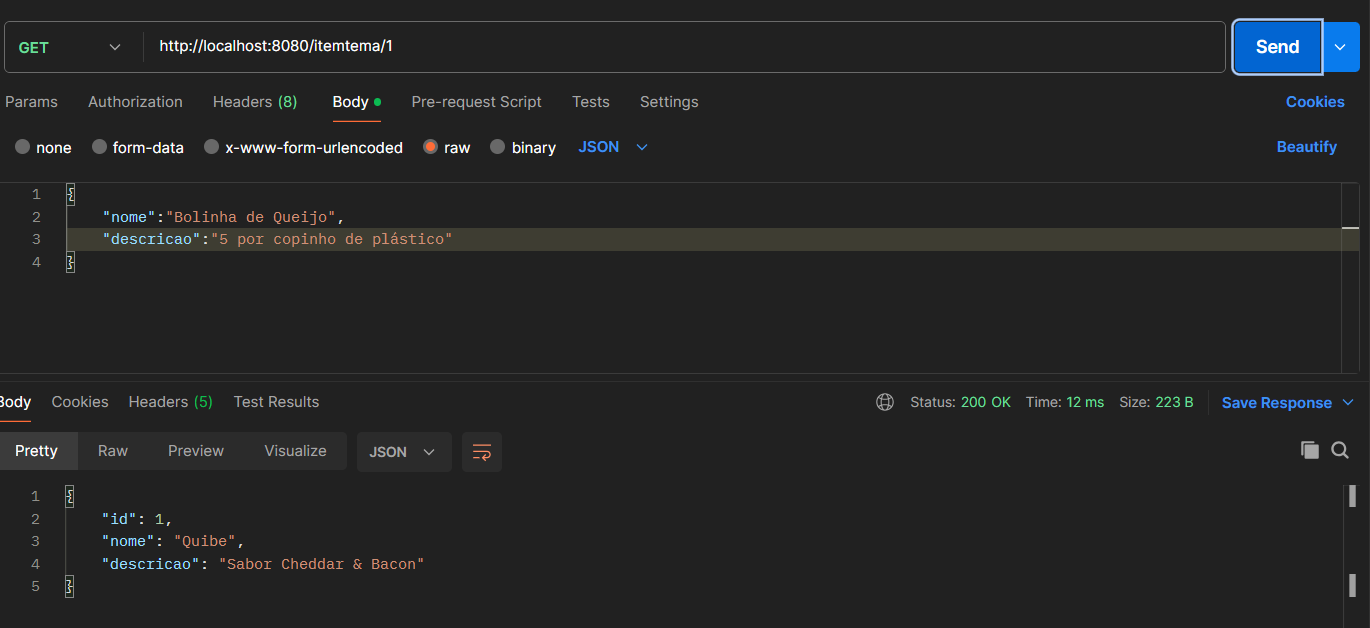 GET http://localhost:8080/itemtema/1 Send
Params Authorization Headers (8) Body Pre-request Script Tests Settings Cookies
none form-data x-www-form-urlencoded raw binary JSON Beautify
1 {
2 "nome":"Bolinha de Queijo",
3 "descricao":"5 por copinho de plástico"
4 }
Body Cookies Headers (5) Test Results Status: 200 OK Time: 12 ms Size: 223 B Save Response
Pretty Raw Preview Visualize JSON
1 {
2 "id": 1,
3 "nome": "Quibe",
4 "descricao": "Sabor Cheddar & Bacon"
5 }